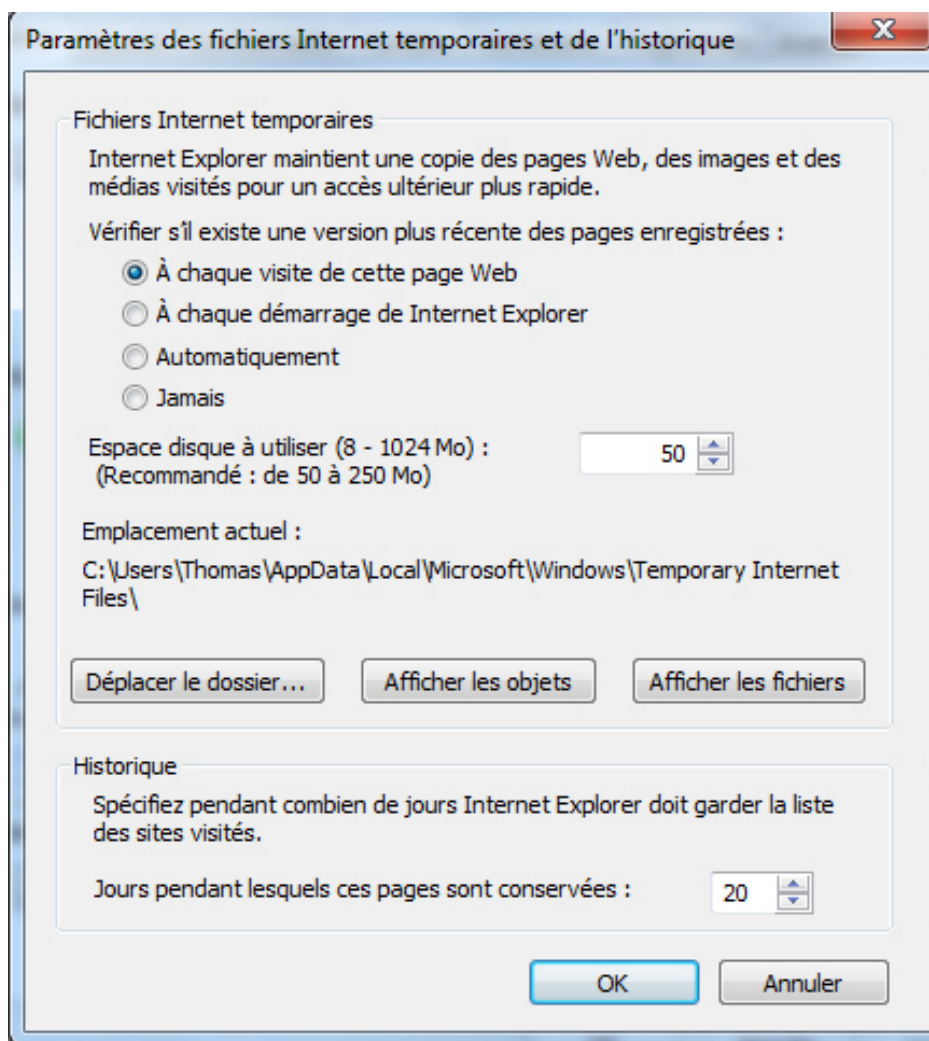 Paramètres des fichiers Internet temporaires et de l'historique
Fichiers Internet temporaires
Internet Explorer maintient une copie des pages Web, des images et des
médias visités pour un accès ultérieur plus rapide.
Vérifier s'il existe une version plus récente des pages enregistrées :
À chaque visite de cette page Web
À chaque démarrage de Internet Explorer
Automatiquement
Jamais
Espace disque à utiliser (8 - 1024 Mo) : 50
(Recommandé : de 50 à 250 Mo)
Emplacement actuel :
C:\Users\Thomas\AppData\Local\Microsoft\Windows\Temporary Internet
Files\
Déplacer le dossier... Afficher les objets Afficher les fichiers
Historique
Spécifiez pendant combien de jours Internet Explorer doit garder la liste
des sites visités.
Jours pendant lesquels ces pages sont conservées : 20
OK Annuler